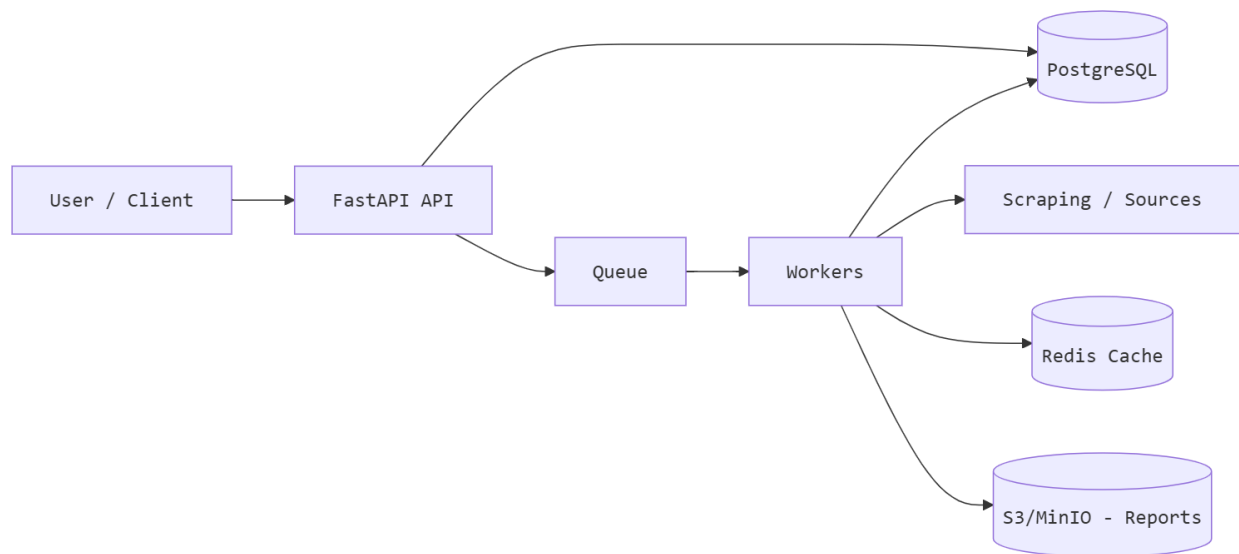 PostgreSQL
User / Client
FastAPI API
Scraping / Sources
Queue
Workers
Redis Cache
S3/MinIO - Reports